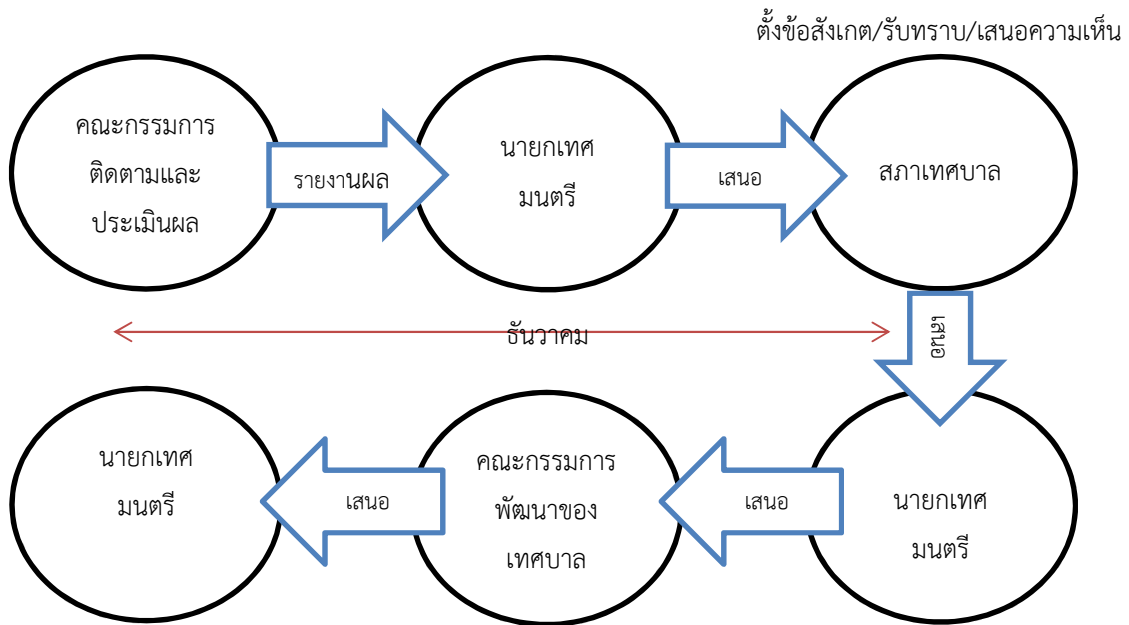 ตั้งข้อสังเกต/รับทราบ/เสนอความเห็น
คณะกรรมการ
ติดตามและ
ประเมินผล
รายงานผล
นายกเทศ
มนตรี
เสนอ
สภาเทศบาล
ธันวาคม
เสนอ
นายกเทศ
มนตรี
เสนอ
คณะกรรมการ
พัฒนาของ
เทศบาล
เสนอ
นายกเทศ
มนตรี